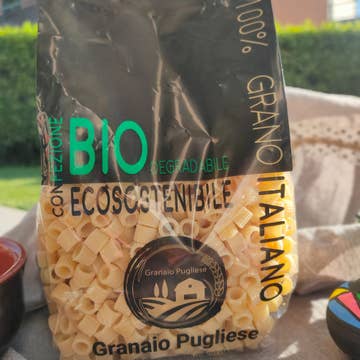 100% GRANO ITALIANO
CONFEZIONE
BIO DEGRADABILE
ECOSOSTENIBILE
Granaio Pugliese
Granaio Pugliese